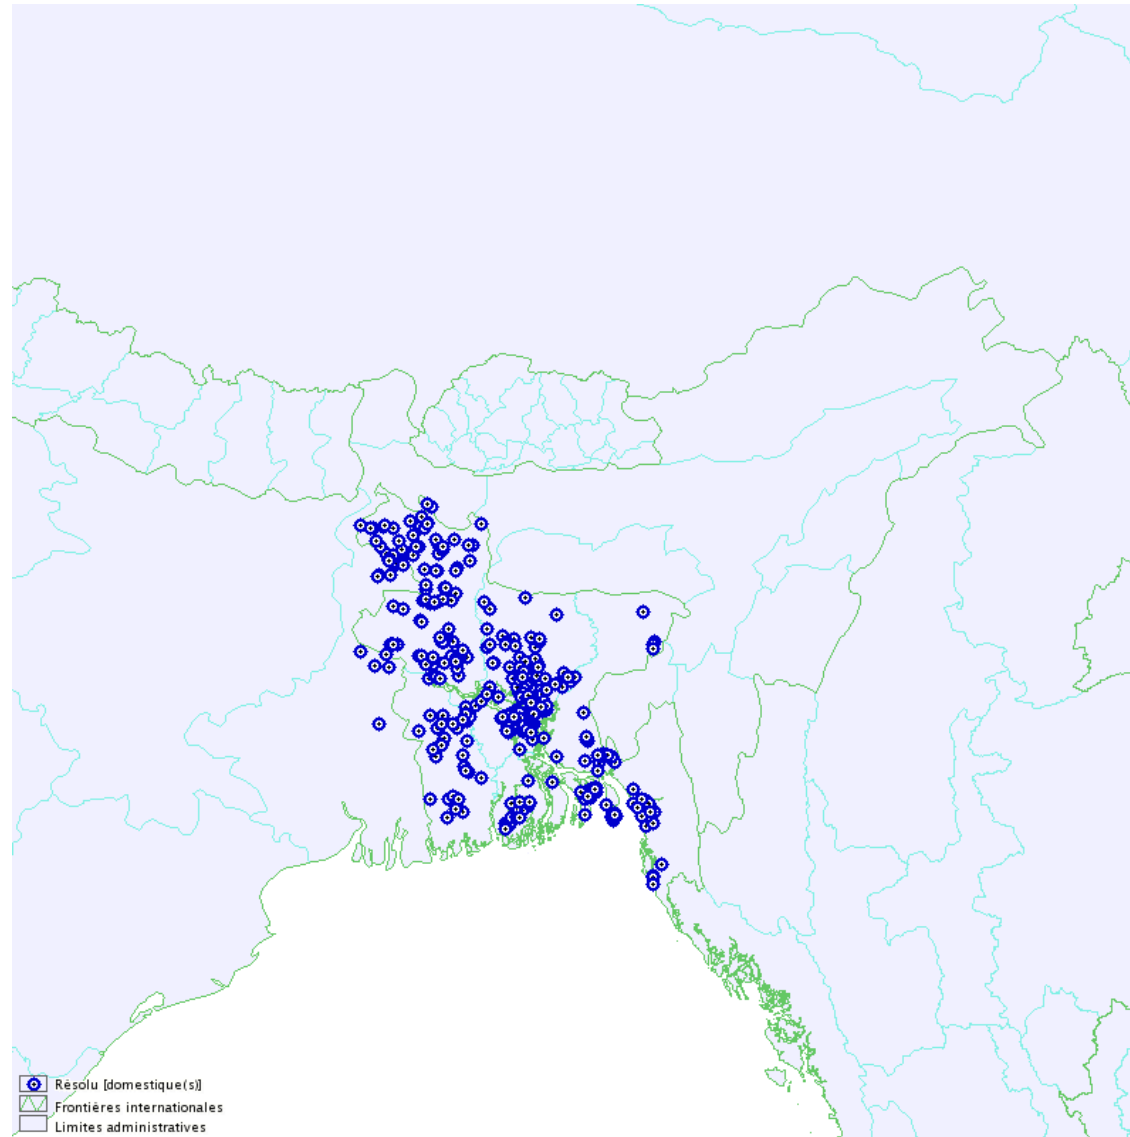 Résolu [domestique(s)]
Frontières internationales
Limites administratives